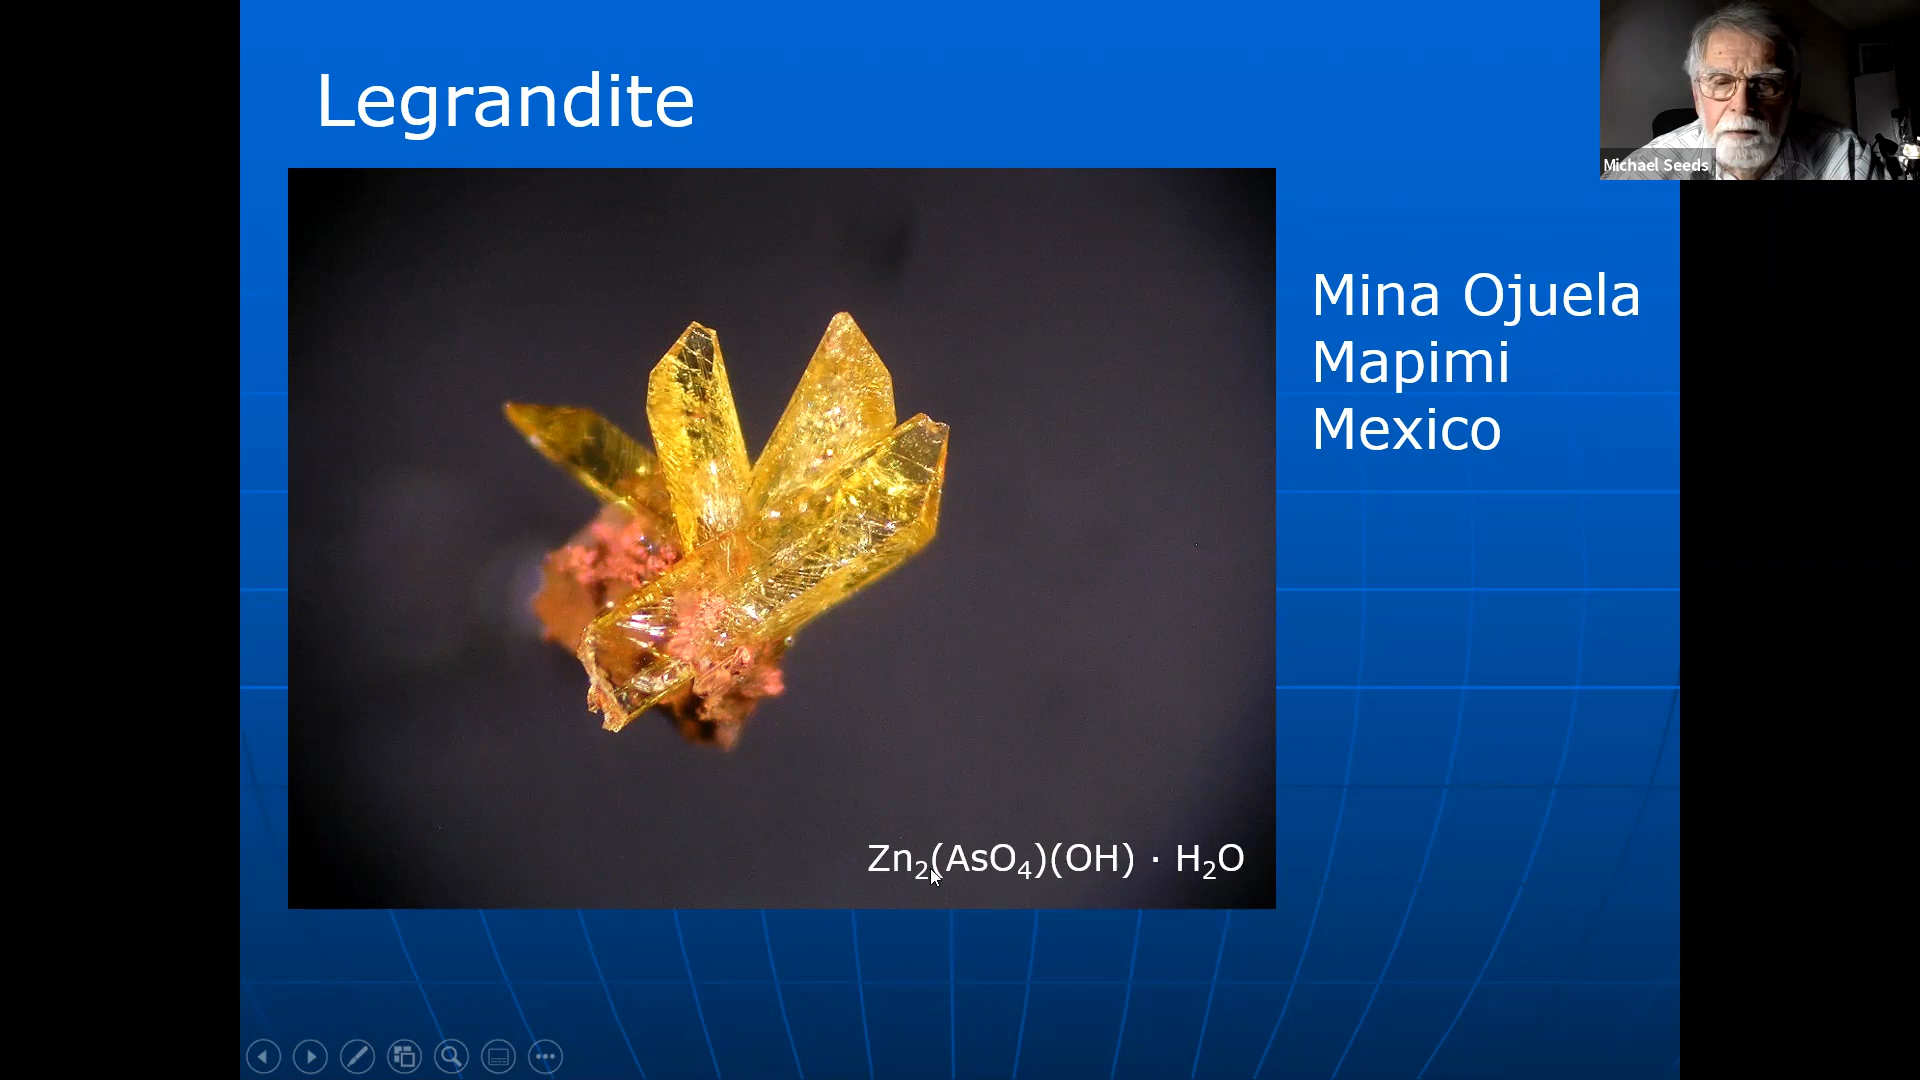 Legrandite
Michael Seeds
Mina Ojuela
Mapimi
Mexico
Zn₂(AsO₄)(OH) · H₂O